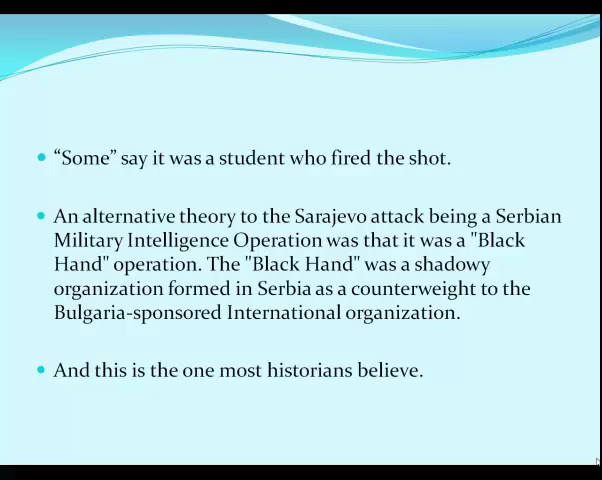 “Some” say it was a student who fired the shot.
An alternative theory to the Sarajevo attack being a Serbian
Military Intelligence Operation was that it was a "Black
Hand" operation. The "Black Hand" was a shadowy
organization formed in Serbia as a counterweight to the
Bulgaria-sponsored International organization.
And this is the one most historians believe.